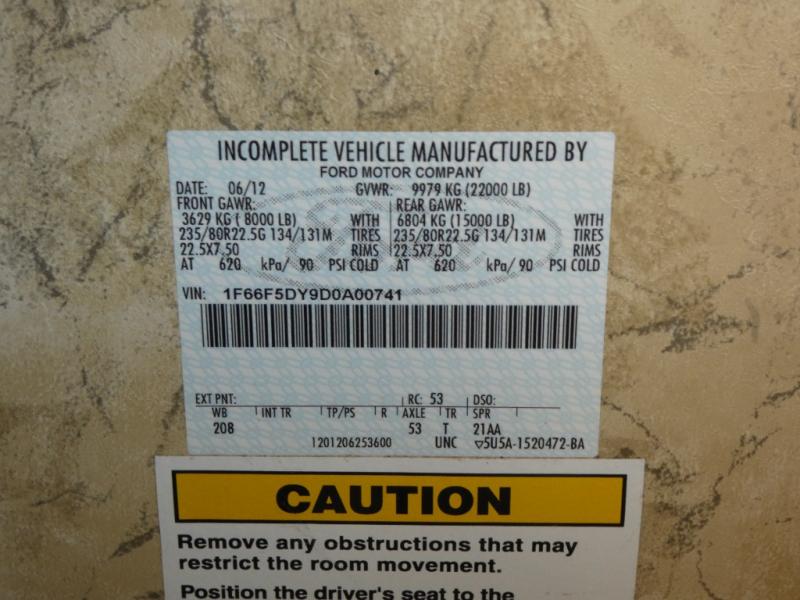 INCOMPLETE VEHICLE MANUFACTURED BY
FORD MOTOR COMPANY
DATE: 06/12 GVWR: 9979 KG (22000 LB)
FRONT GAWR: REAR GAWR:
3629 KG ( 8000 LB) WITH 6804 KG (15000 LB) WITH
235/80R22.5G 134/131M TIRES 235/80R22.5G 134/131M TIRES
22.5X7.50 RIMS 22.5X7.50 RIMS
AT 620 kPa/ 90 PSI COLD AT 620 kPa/ 90 PSI COLD
VIN: 1F66F5DY9D0A00741
EXT PNT: RC: 53 DSO:
WB INT TR TP/PS R AXLE TR SPR
208 53 T 21AA
1201206253600 UNC ▽5U5A-1520472-BA
CAUTION
Remove any obstructions that may
restrict the room movement.
Position the driver's seat to the